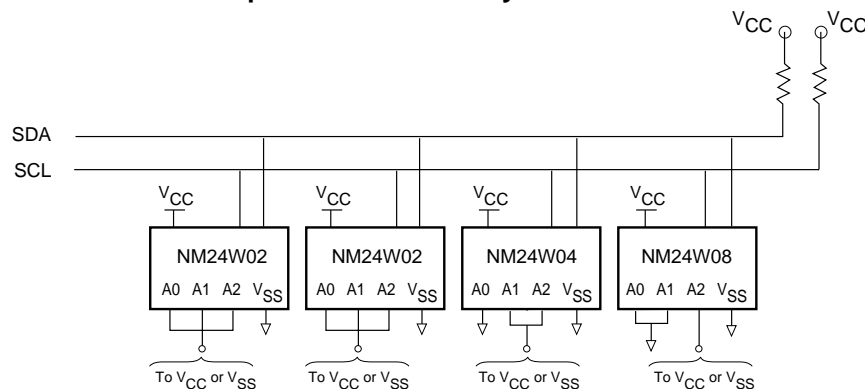 VCC VCC
SDA
SCL
VCC VCC VCC VCC
NM24W02 NM24W02 NM24W04 NM24W08
A0 A1 A2 VSS A0 A1 A2 VSS A0 A1 A2 VSS A0 A1 A2 VSS
To VCC or VSS To VCC or VSS To VCC or VSS To VCC or VSS